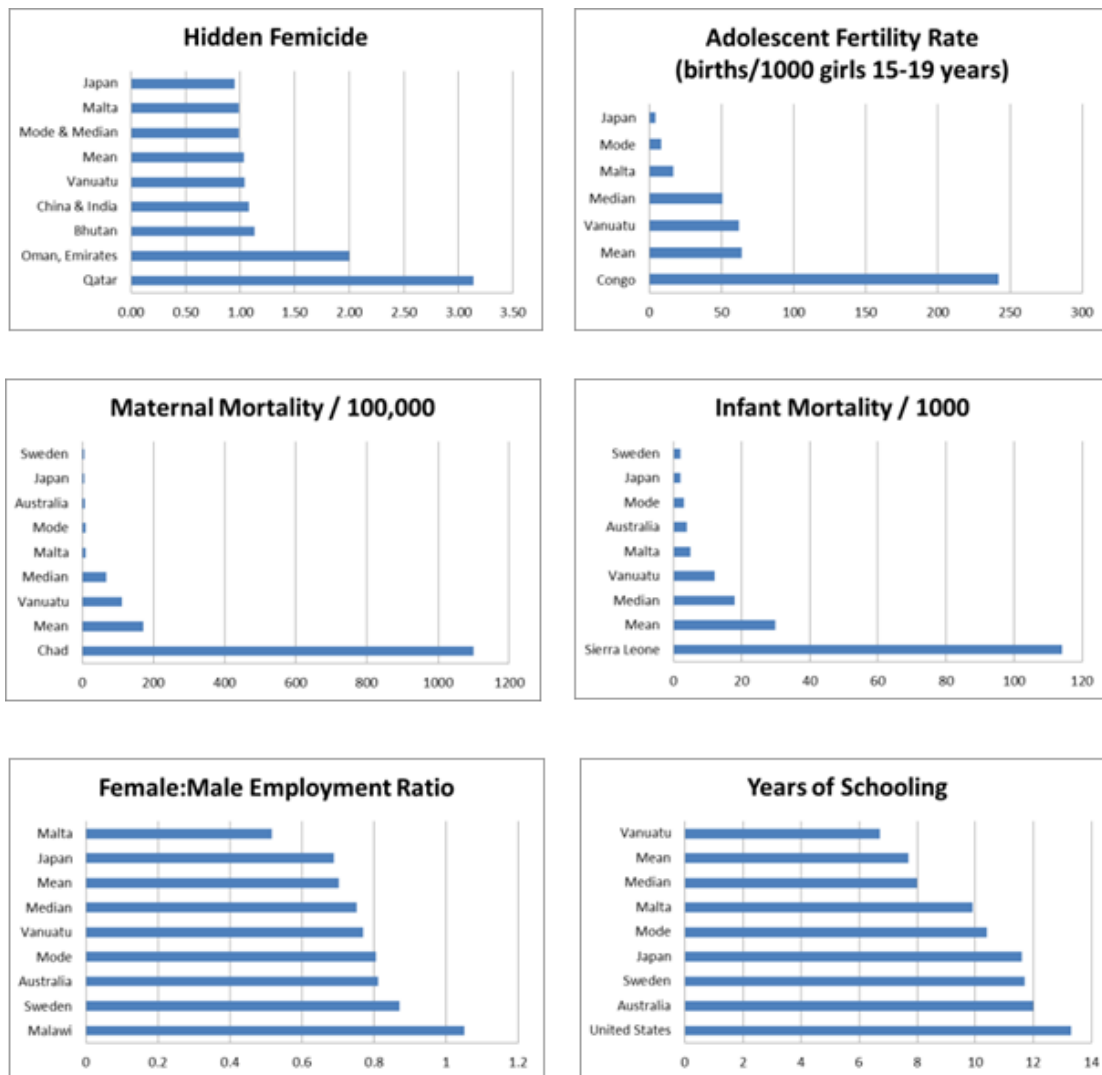 Hidden Femicide
Japan
Malta
Mode & Median
Mean
Vanuatu
China & India
Bhutan
Oman, Emirates
Qatar
0.00 0.50 1.00 1.50 2.00 2.50 3.00 3.50
Adolescent Fertility Rate
(births/1000 girls 15-19 years)
Japan
Mode
Malta
Median
Vanuatu
Mean
Congo
0 50 100 150 200 250 300
Maternal Mortality / 100,000
Sweden
Japan
Australia
Mode
Malta
Median
Vanuatu
Mean
Chad
0 200 400 600 800 1000 1200
Infant Mortality / 1000
Sweden
Japan
Mode
Australia
Malta
Vanuatu
Median
Mean
Sierra Leone
0 20 40 60 80 100 120
Female:Male Employment Ratio
Malta
Japan
Mean
Median
Vanuatu
Mode
Australia
Sweden
Malawi
0 0.2 0.4 0.6 0.8 1 1.2
Years of Schooling
Vanuatu
Mean
Median
Malta
Mode
Japan
Sweden
Australia
United States
0 2 4 6 8 10 12 14